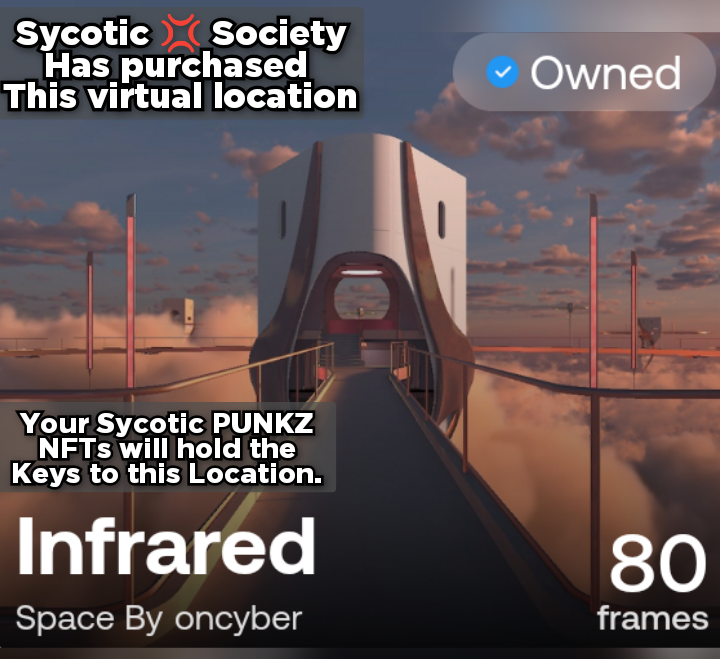 Sycotic 💢 Society
Has purchased
This virtual location
Owned
Your Sycotic PUNKZ
NFTs will hold the
Keys to this Location.
Infrared
80
Space By oncyber
frames